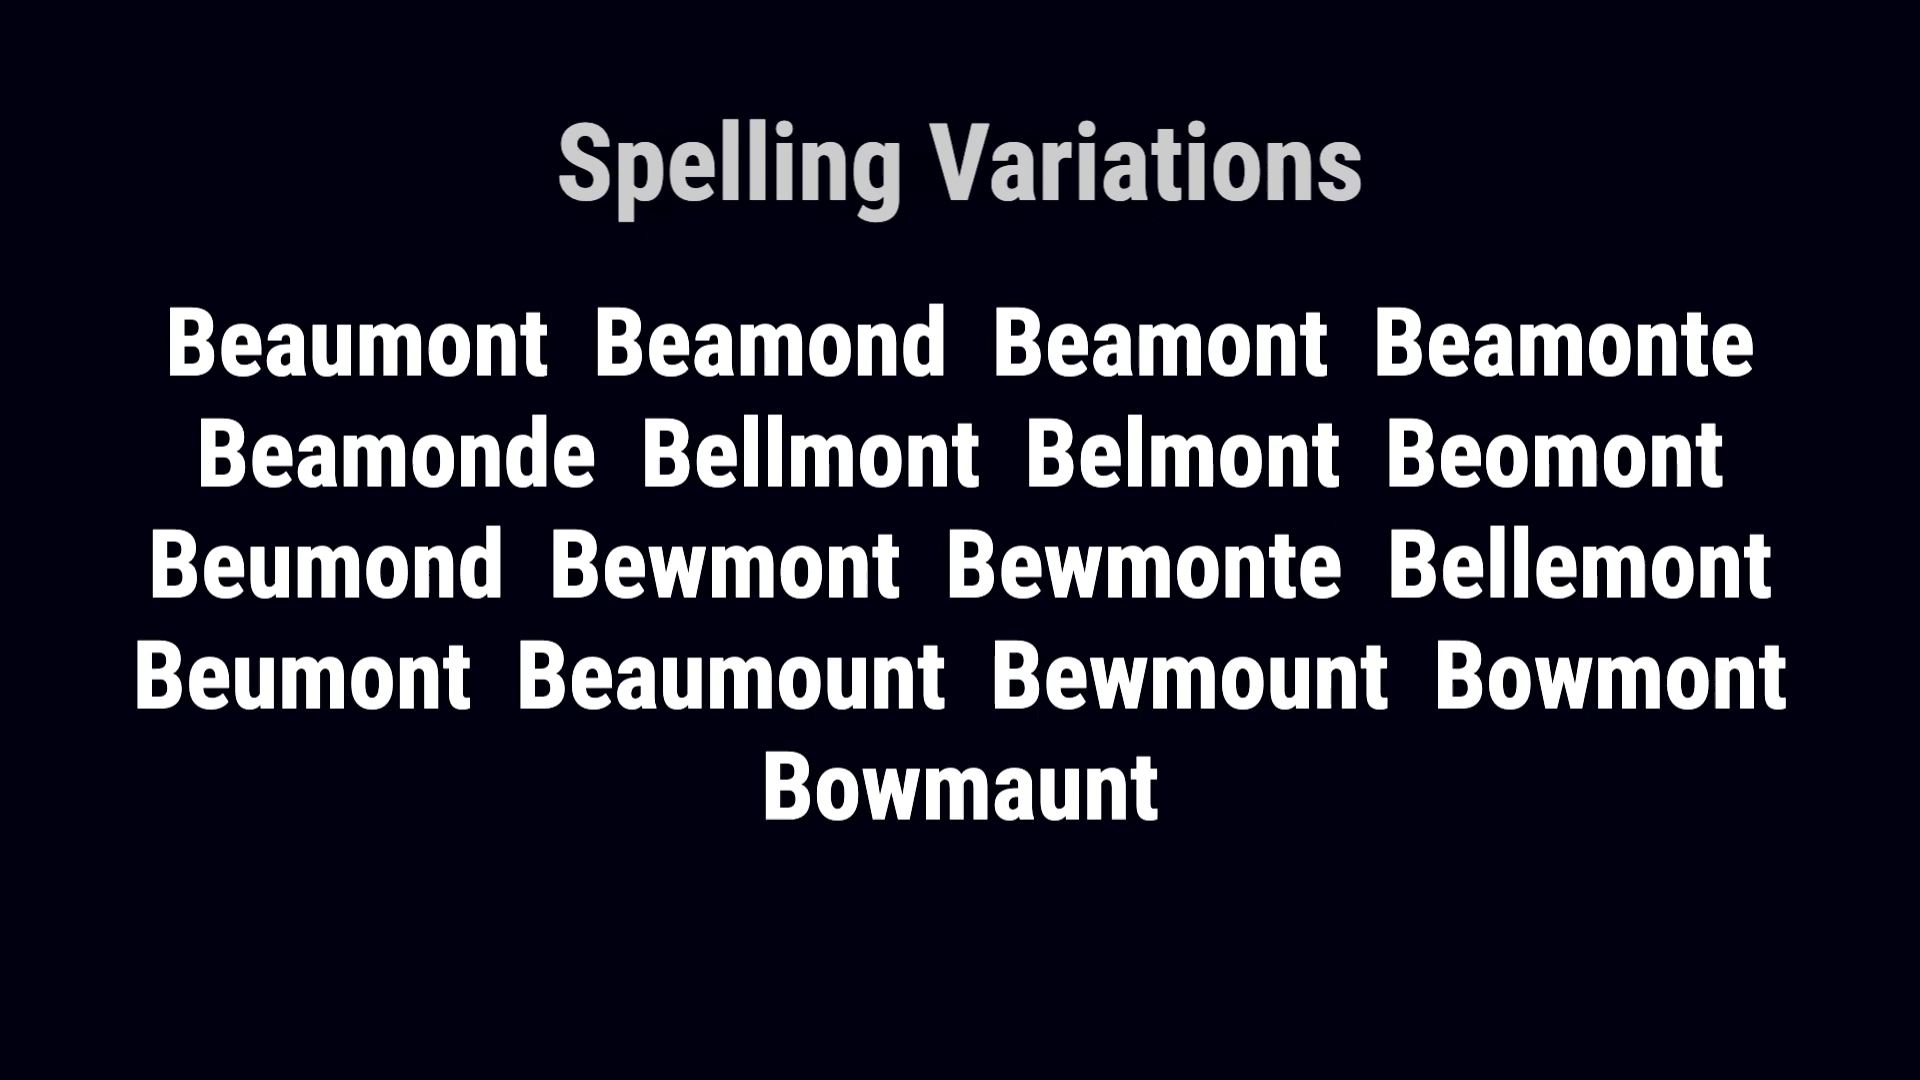 Spelling Variations
Beaumont Beamond Beamont Beamonte
Beamonde Bellmont Belmont Beomont
Beumond Bewmont Bewmonte Bellemont
Beumont Beaumount Bewmount Bowmont
Bowmaunt